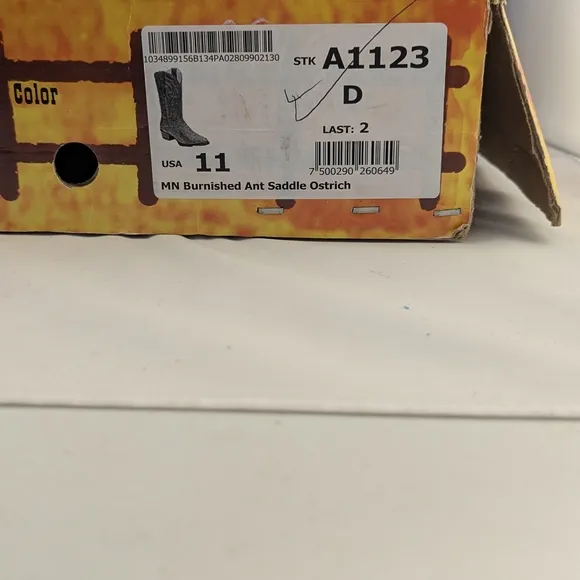 1034899156B134PA02809902130
STK A1123
Color
D
LAST: 2
USA 11
7 500290 260649
MN Burnished Ant Saddle Ostrich